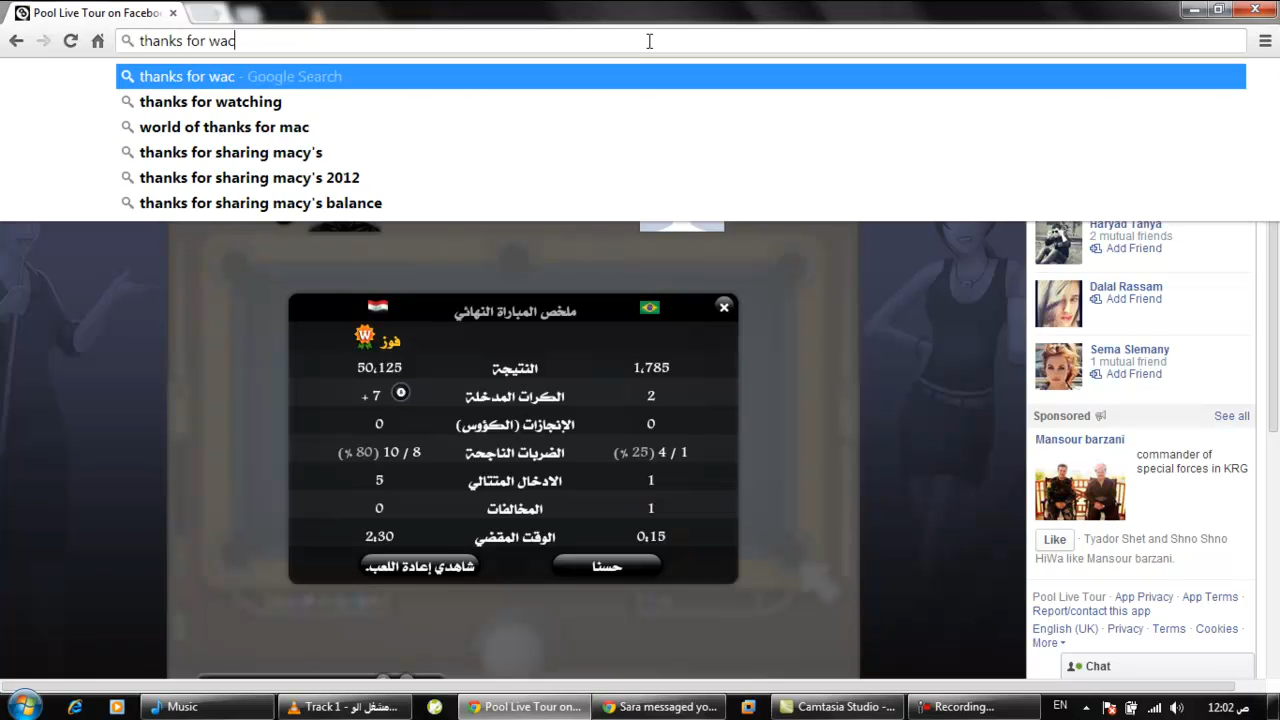 Pool Live Tour on Facebo
thanks for wac
thanks for wac - Google Search
thanks for watching
world of thanks for mac
thanks for sharing macy's
thanks for sharing macy's 2012
thanks for sharing macy's balance
Haryad Tanya
2 mutual friends
Add Friend
Dalal Rassam
Add Friend
Sema Slemany
1 mutual friend
Add Friend
Sponsored
See all
Mansour barzani
commander of
special forces in KRG
Like
Tyador Shet and Shno Shno
HiWa like Mansour barzani.
Pool Live Tour · App Privacy · App Terms ·
Report/contact this app
English (UK) · Privacy · Terms · Cookies ·
More
Chat
ملخص المباراة النهائي
W فوز
50,125 النتيجة 1,785
+ 7 الكرات المدخلة 2
0 الإنجازات (الكؤوس) 0
(% 80) 10 / 8 الضربات الناجحة (% 25) 4 / 1
5 الادخال المتتالي 1
0 المخالفات 1
2:30 الوقت المقضي 0:15
شاهدي إعادة اللعب.
حسنا
Music
Track 1 - مشغل الو...
Pool Live Tour on...
Sara messaged yo...
Camtasia Studio -...
Recording...
EN
12:02 ص